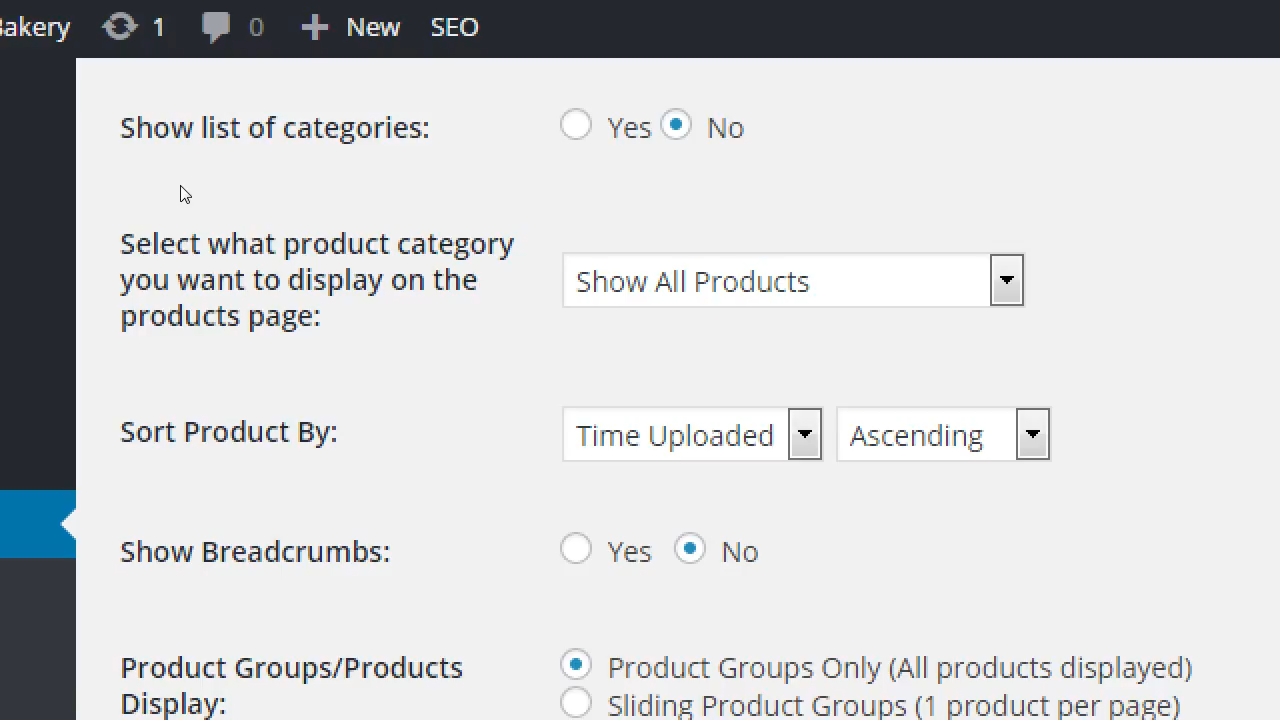 Bakery 1 0 New SEO
Show list of categories: Yes No
Select what product category
you want to display on the
products page:
Show All Products
Sort Product By: Time Uploaded Ascending
Show Breadcrumbs: Yes No
Product Groups/Products
Display:
Product Groups Only (All products displayed)
Sliding Product Groups (1 product per page)